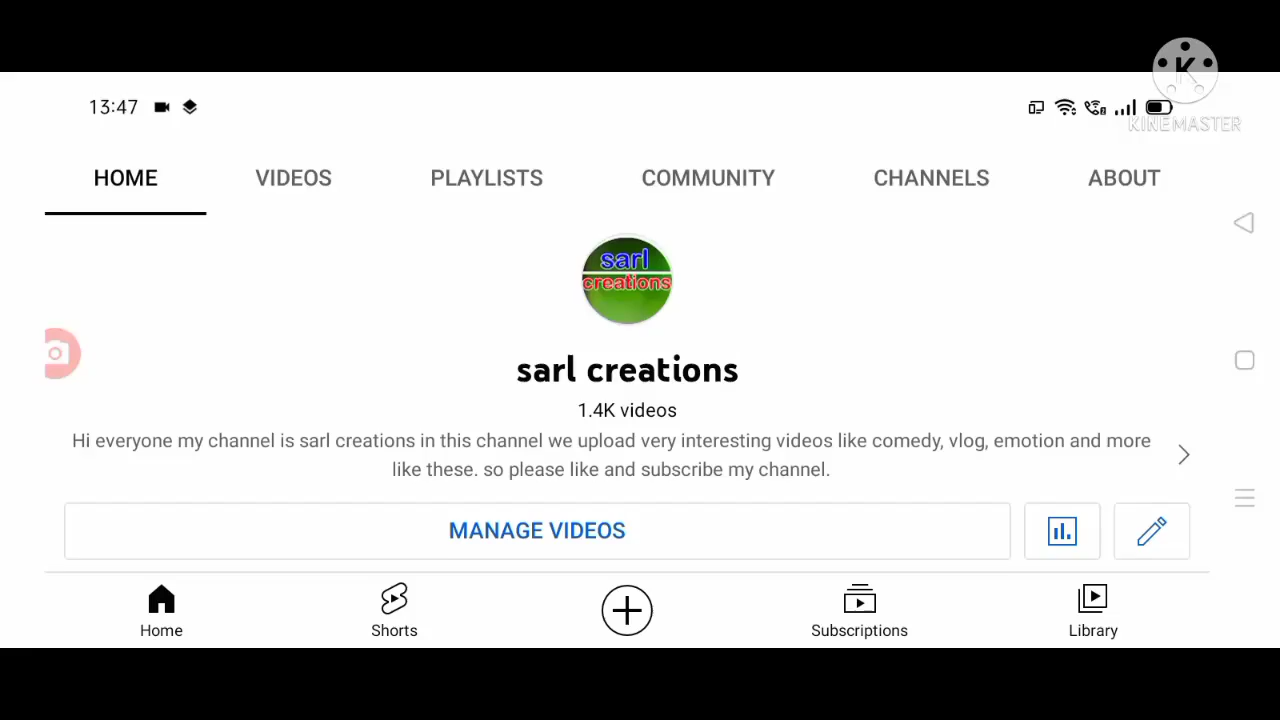 KINEMASTER
13:47
HOME VIDEOS PLAYLISTS COMMUNITY CHANNELS ABOUT
sarl
creations
sarl creations
1.4K videos
Hi everyone my channel is sarl creations in this channel we upload very interesting videos like comedy, vlog, emotion and more
like these. so please like and subscribe my channel.
MANAGE VIDEOS
Home Shorts Subscriptions Library